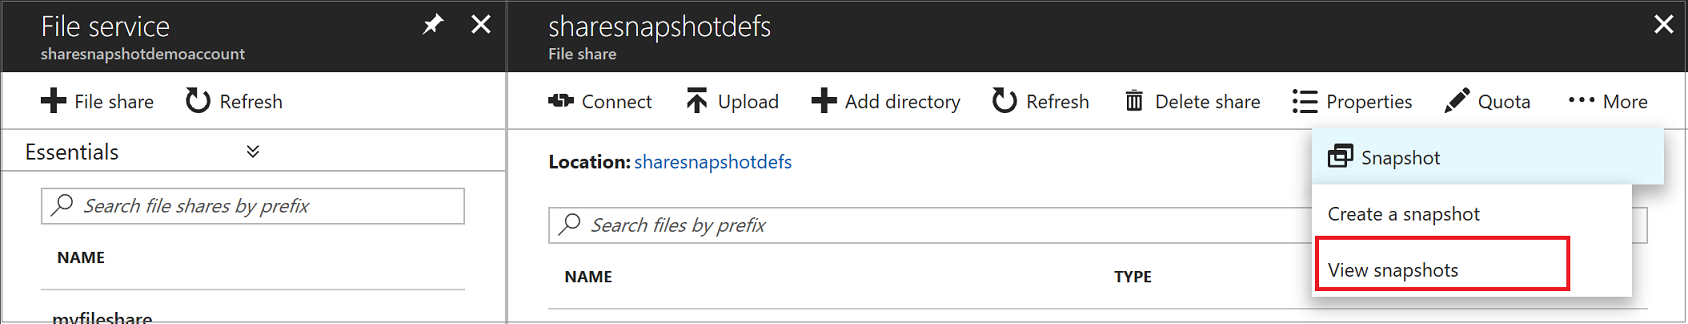 File service
sharesnapshotdemoaccount
File share
Refresh
Essentials
Search file shares by prefix
NAME
myfileshare
sharesnapshotdefs
File share
Connect
Upload
Add directory
Refresh
Delete share
Properties
Quota
More
Location: sharesnapshotdefs
Snapshot
Create a snapshot
View snapshots
Search files by prefix
NAME
TYPE